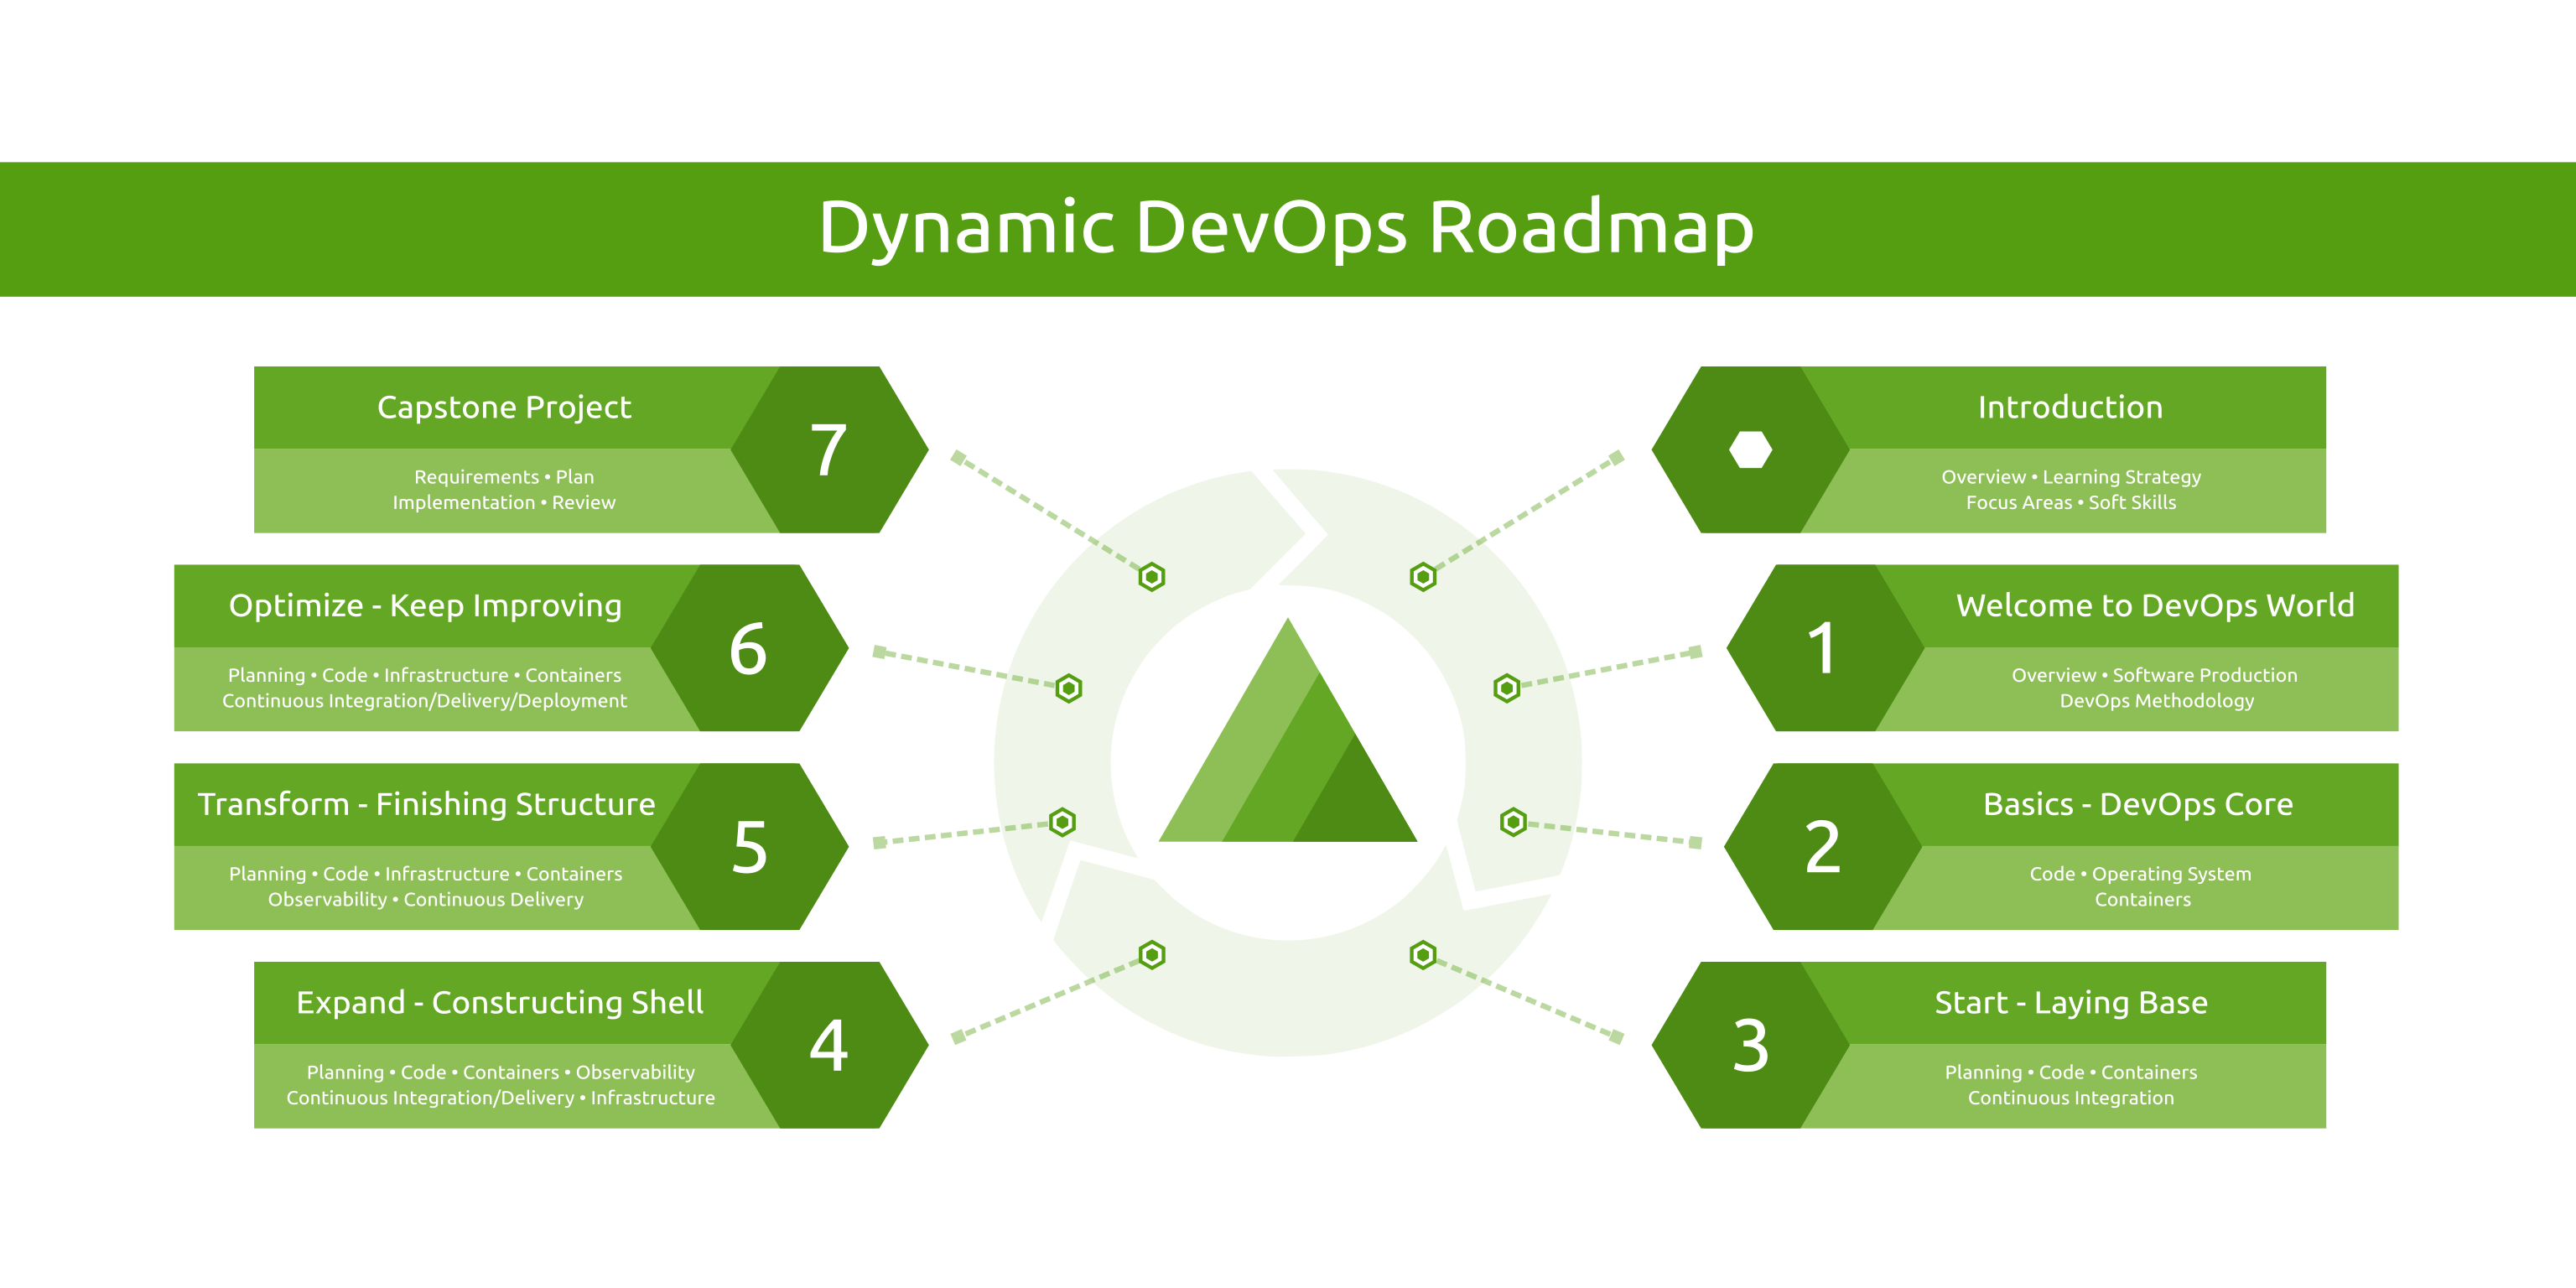 Dynamic DevOps Roadmap
Introduction
Overview • Learning Strategy
Focus Areas • Soft Skills
1
Welcome to DevOps World
Overview • Software Production
DevOps Methodology
2
Basics - DevOps Core
Code • Operating System
Containers
3
Start - Laying Base
Planning • Code • Containers
Continuous Integration
4
Expand - Constructing Shell
Planning • Code • Containers • Observability
Continuous Integration/Delivery • Infrastructure
5
Transform - Finishing Structure
Planning • Code • Infrastructure • Containers
Observability • Continuous Delivery
6
Optimize - Keep Improving
Planning • Code • Infrastructure • Containers
Continuous Integration/Delivery/Deployment
7
Capstone Project
Requirements • Plan
Implementation • Review